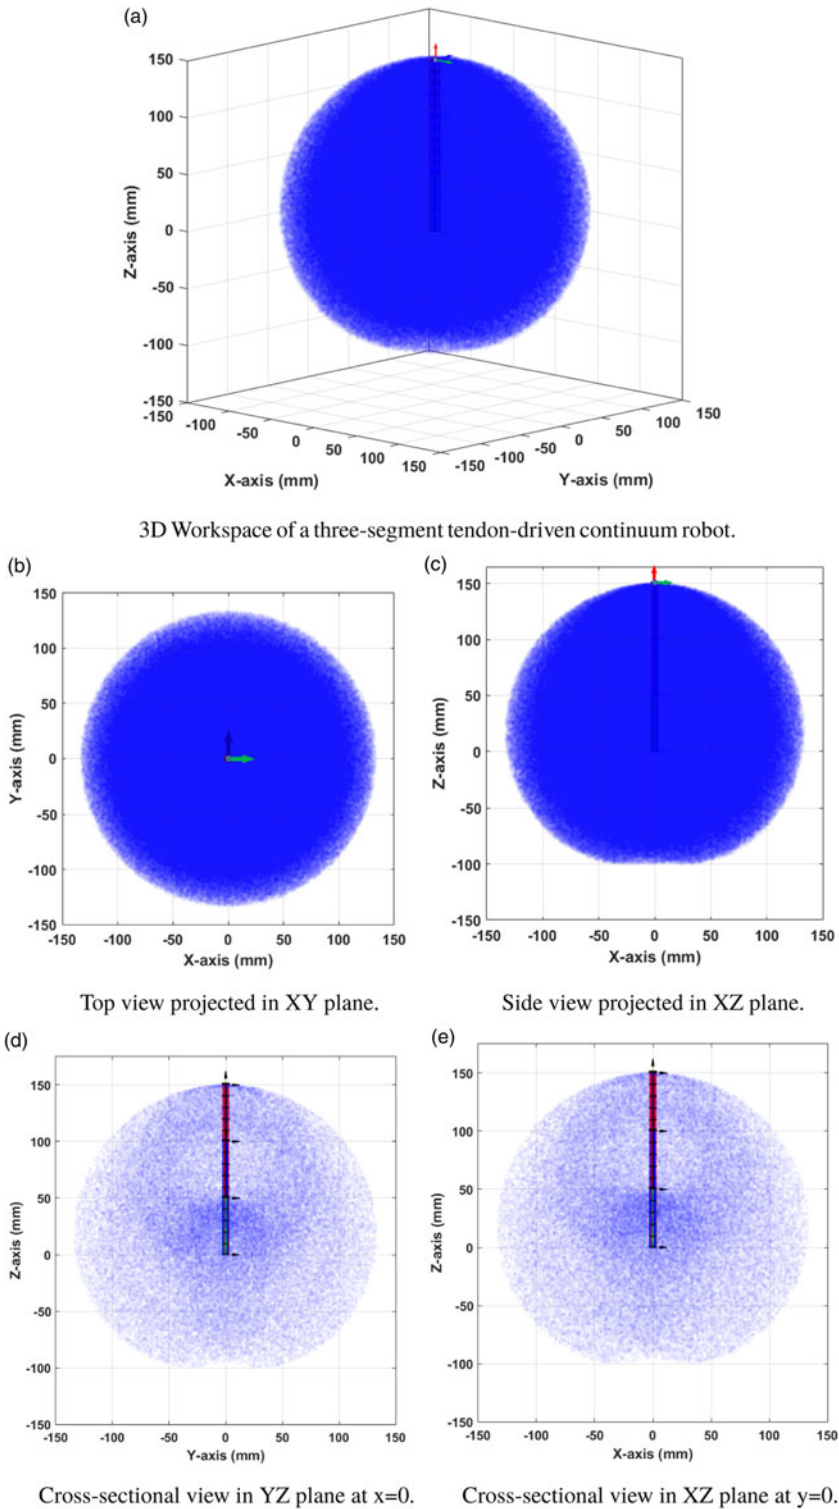 (a)
150
100
50
0
-50
-100
-150
Z-axis (mm)
-150
-100
-50
0
50
100
150
X-axis (mm)
-150
-100
-50
0
50
100
150
Y-axis (mm)
3D Workspace of a three-segment tendon-driven continuum robot.
(b)
150
100
50
0
-50
-100
-150
Y-axis (mm)
-150 -100 -50 0 50 100 150
X-axis (mm)
Top view projected in XY plane.
(c)
150
100
50
0
-50
-100
-150
Z-axis (mm)
-150 -100 -50 0 50 100 150
X-axis (mm)
Side view projected in XZ plane.
(d)
150
100
50
0
-50
-100
-150
Z-axis (mm)
-150 -100 -50 0 50 100 150
Y-axis (mm)
Cross-sectional view in YZ plane at x=0.
(e)
150
100
50
0
-50
-100
-150
Z-axis (mm)
-150 -100 -50 0 50 100 150
X-axis (mm)
Cross-sectional view in XZ plane at y=0